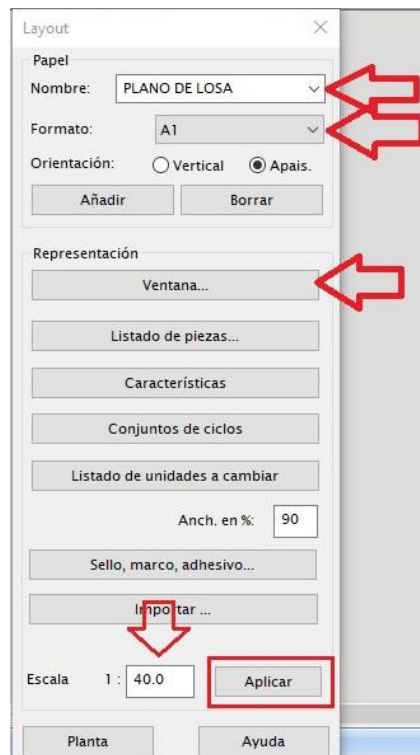 Layout
Papel
Nombre: PLANO DE LOSA
Formato: A1
Orientación: Vertical Apais.
Añadir Borrar
Representación
Ventana...
Listado de piezas...
Características
Conjuntos de ciclos
Listado de unidades a cambiar
Anch. en %: 90
Sello, marco, adhesivo...
Importar ...
Escala 1 : 40.0 Aplicar
Planta Ayuda